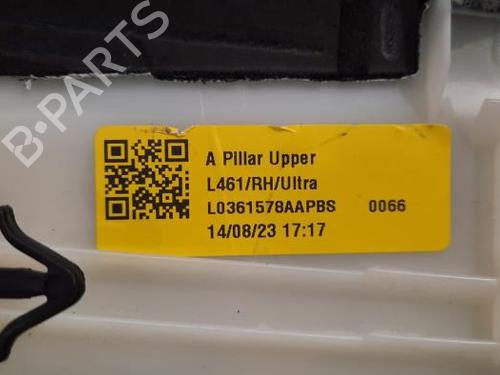 B-PARTS
A Pillar Upper
L461/RH/Ultra
L0361578AAPBS 0066
14/08/23 17:17